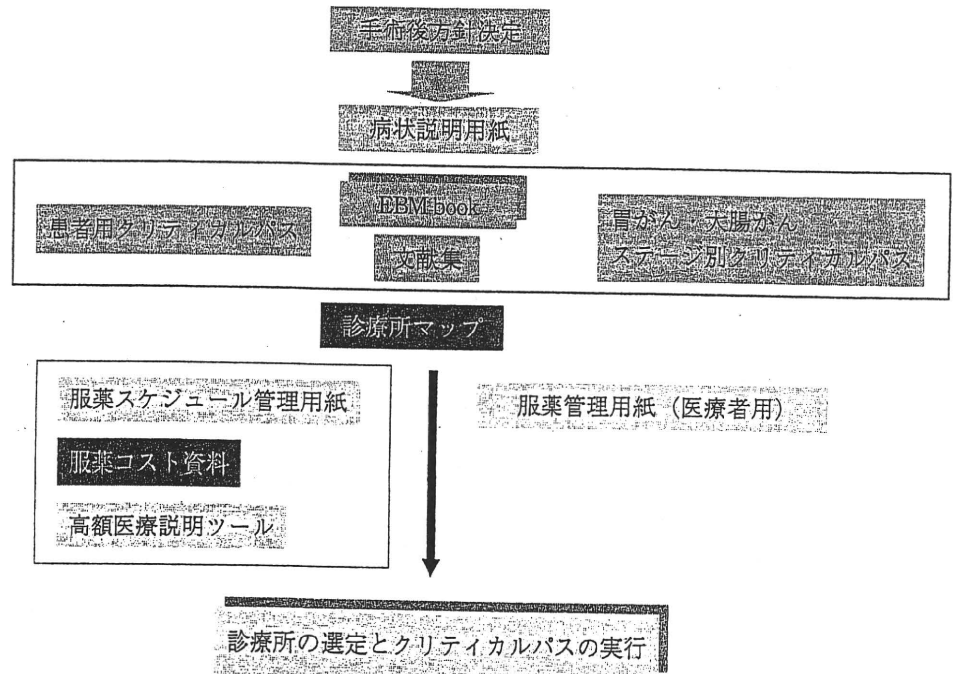 手術後方針決定
病状説明用紙
患者用クリティカルパス
EBM book
文献集
胃がん・大腸がん
ステージ別クリティカルパス
診療所マップ
服薬スケジュール管理用紙
服薬コスト資料
高額医療説明ツール
服薬管理用紙（医療者用）
診療所の選定とクリティカルパスの実行